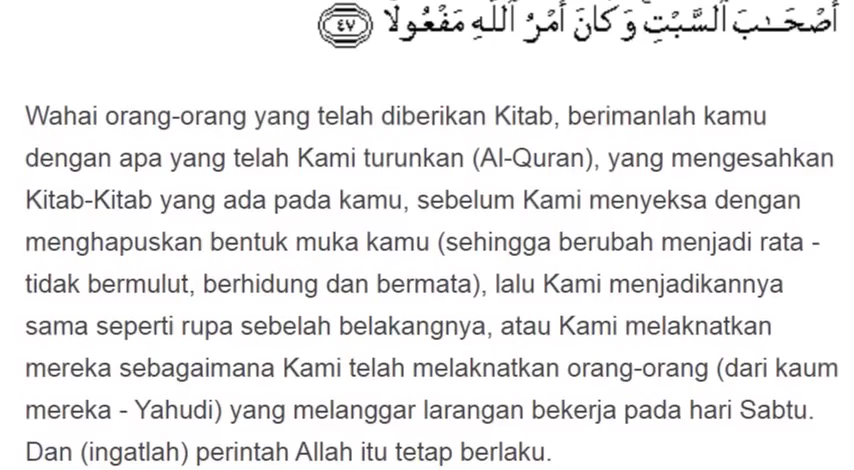 أَصْحَـٰبَ ٱلسَّبْتِ ۚ وَكَانَ أَمْرُ ٱللَّهِ مَفْعُولًا ٤٧
Wahai orang-orang yang telah diberikan Kitab, berimanlah kamu
dengan apa yang telah Kami turunkan (Al-Quran), yang mengesahkan
Kitab-Kitab yang ada pada kamu, sebelum Kami menyeksa dengan
menghapuskan bentuk muka kamu (sehingga berubah menjadi rata -
tidak bermulut, berhidung dan bermata), lalu Kami menjadikannya
sama seperti rupa sebelah belakangnya, atau Kami melaknatkan
mereka sebagaimana Kami telah melaknatkan orang-orang (dari kaum
mereka - Yahudi) yang melanggar larangan bekerja pada hari Sabtu.
Dan (ingatlah) perintah Allah itu tetap berlaku.